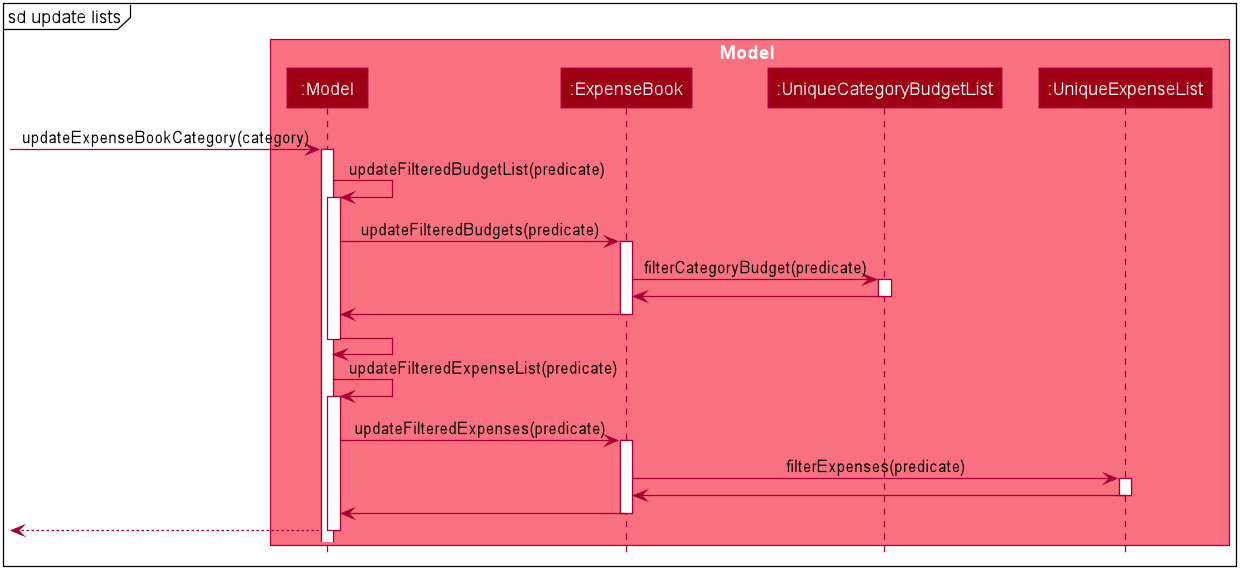 sd update lists
Model
:Model
:ExpenseBook
:UniqueCategoryBudgetList
:UniqueExpenseList
updateExpenseBookCategory(category)
updateFilteredBudgetList(predicate)
updateFilteredBudgets(predicate)
filterCategoryBudget(predicate)
updateFilteredExpenseList(predicate)
updateFilteredExpenses(predicate)
filterExpenses(predicate)